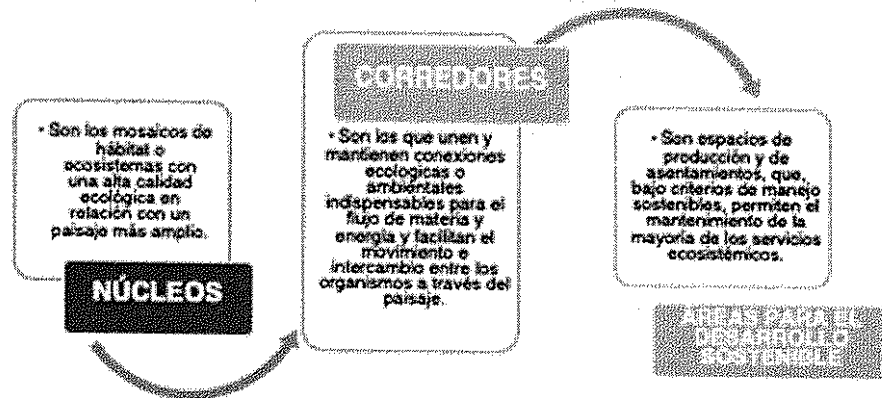 • Son los mosaicos de
hábitat o
ecosistemas con
una alta calidad
ecológica en
relación con un
paisaje más amplio.
NÚCLEOS
CORREDORES
• Son los que unen y
mantienen conexiones
ecológicas o
ambientales
indispensables para el
flujo de materia y
energía y facilitan el
movimiento e
intercambio entre los
organismos a través del
paisaje.
• Son espacios de
producción y de
asentamientos, que,
bajo criterios de manejo
sostenibles, permiten el
mantenimiento de la
mayoría de los servicios
ecosistémicos.
ÁREAS PARA EL
DESARROLLO
SOSTENIBLE